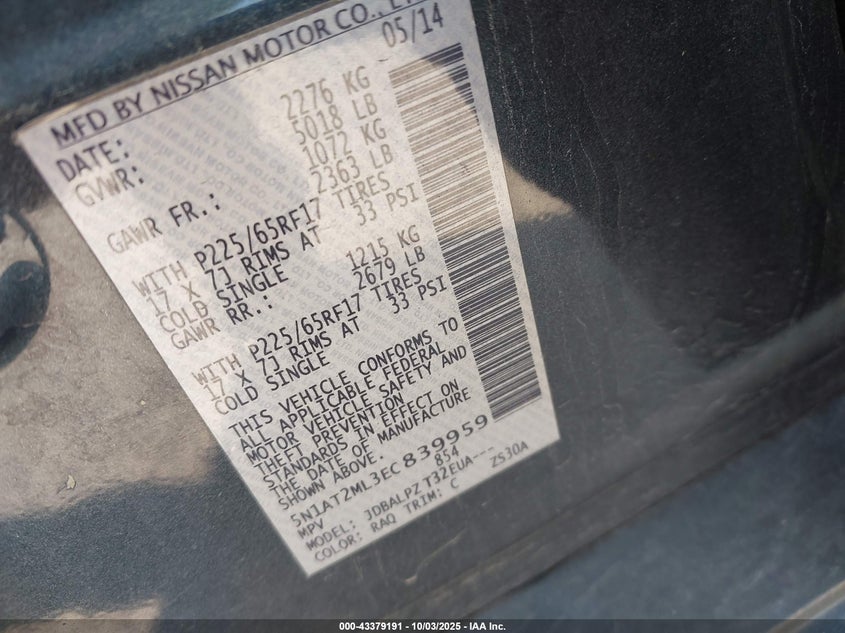 MFD BY NISSAN MOTOR CO.,
DATE: 05/14
GVWR: 2276 KG
5018 LB
GAWR FR.: 1072 KG
2363 LB
WITH P225/65RF17 TIRES
17 X 7J RIMS AT 33 PSI
COLD SINGLE
GAWR RR.: 1215 KG
2679 LB
WITH P225/65RF17 TIRES
17 X 7J RIMS AT 33 PSI
COLD SINGLE
THIS VEHICLE CONFORMS TO
ALL APPLICABLE FEDERAL
MOTOR VEHICLE SAFETY AND
THEFT PREVENTION
STANDARDS IN EFFECT ON
THE DATE OF MANUFACTURE
SHOWN ABOVE.
5N1AT2ML3EC839959
MPV 854
MODEL: JDBALPZ T32EUA---
COLOR: RAQ TRIM: C ZS30A
000-43379191 - 10/03/2025 - IAA Inc.